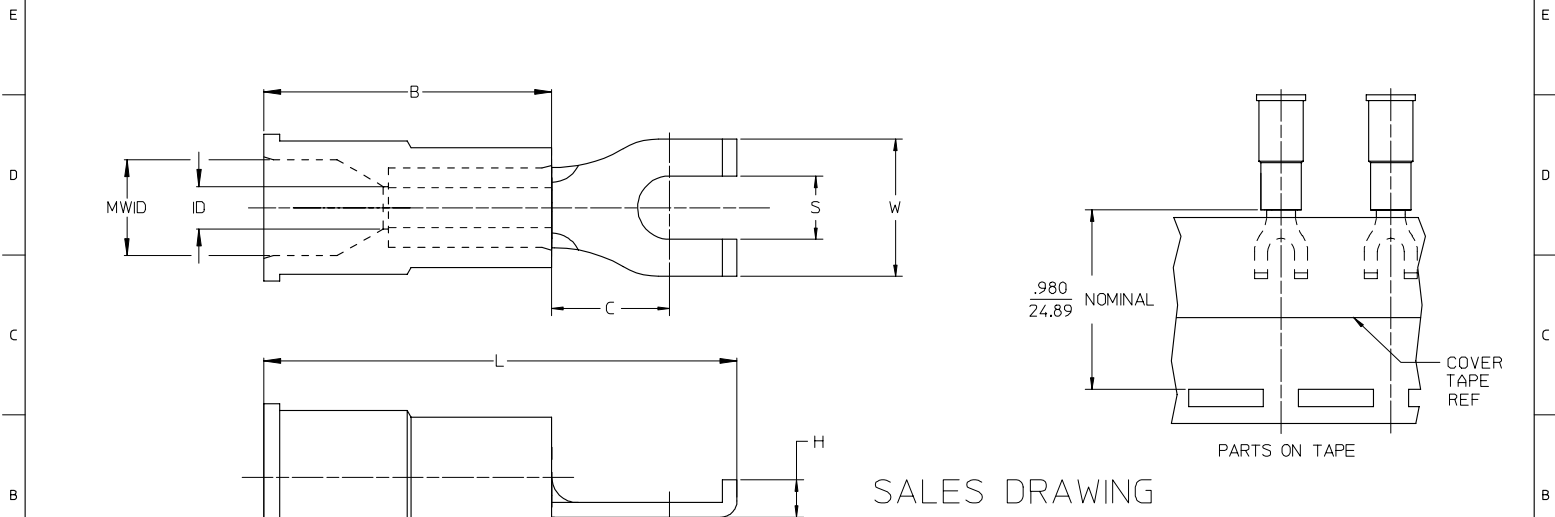 E
E
B
D
MWID
ID
S
W
D
C
.980
24.89
NOMINAL
C
C
L
COVER
TAPE
REF
H
PARTS ON TAPE
B
SALES DRAWING
B